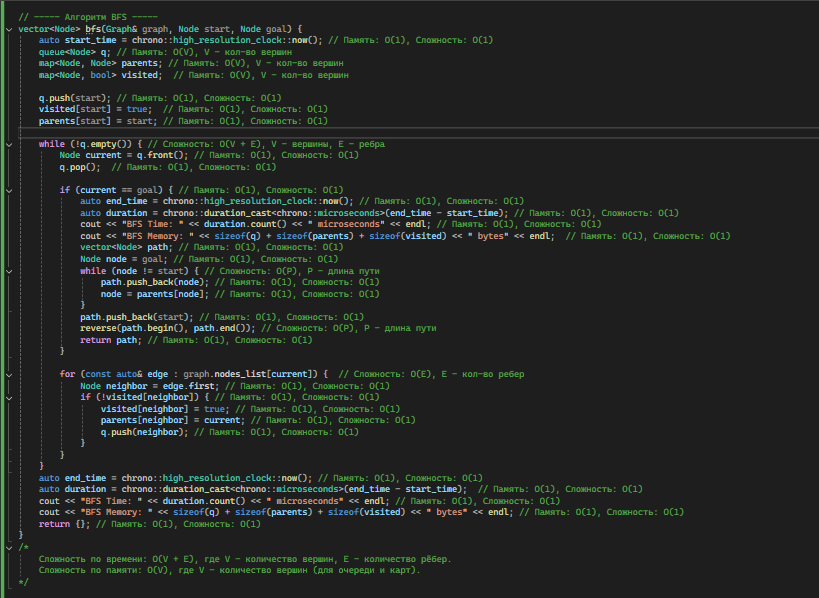 // ----- Алгоритм BFS -----
vector<Node> bfs(Graph& graph, Node start, Node goal) {
auto start_time = chrono::high_resolution_clock::now(); // Память: O(1), Сложность: O(1)
queue<Node> q; // Память: O(V), V - кол-во вершин
map<Node, Node> parents; // Память: O(V), V - кол-во вершин
map<Node, bool> visited;  // Память: O(V), V - кол-во вершин
q.push(start); // Память: O(1), Сложность: O(1)
visited[start] = true;  // Память: O(1), Сложность: O(1)
parents[start] = start; // Память: O(1), Сложность: O(1)
while (!q.empty()) { // Сложность: O(V + E), V - вершины, E - ребра
Node current = q.front(); // Память: O(1), Сложность: O(1)
q.pop();  // Память: O(1), Сложность: O(1)
if (current == goal) { // Память: O(1), Сложность: O(1)
auto end_time = chrono::high_resolution_clock::now(); // Память: O(1), Сложность: O(1)
auto duration = chrono::duration_cast<chrono::microseconds>(end_time - start_time); // Память: O(1), Сложность: O(1)
cout << "BFS Time: " << duration.count() << " microseconds" << endl; // Память: O(1), Сложность: O(1)
cout << "BFS Memory: " << sizeof(q) + sizeof(parents) + sizeof(visited) << " bytes" << endl;  // Память: O(1), Сложность: O(1)
vector<Node> path; // Память: O(1), Сложность: O(1)
Node node = goal; // Память: O(1), Сложность: O(1)
while (node != start) { // Сложность: O(P), P - длина пути
path.push_back(node); // Память: O(1), Сложность: O(1)
node = parents[node]; // Память: O(1), Сложность: O(1)
}
path.push_back(start); // Память: O(1), Сложность: O(1)
reverse(path.begin(), path.end()); // Сложность: O(P), P - длина пути
return path; // Память: O(1), Сложность: O(1)
}
for (const auto& edge : graph.nodes_list[current]) {  // Сложность: O(E), E - кол-во ребер
Node neighbor = edge.first; // Память: O(1), Сложность: O(1)
if (!visited[neighbor]) { // Память: O(1), Сложность: O(1)
visited[neighbor] = true; // Память: O(1), Сложность: O(1)
parents[neighbor] = current; // Память: O(1), Сложность: O(1)
q.push(neighbor); // Память: O(1), Сложность: O(1)
}
}
}
auto end_time = chrono::high_resolution_clock::now(); // Память: O(1), Сложность: O(1)
auto duration = chrono::duration_cast<chrono::microseconds>(end_time - start_time);  // Память: O(1), Сложность: O(1)
cout << "BFS Time: " << duration.count() << " microseconds" << endl; // Память: O(1), Сложность: O(1)
cout << "BFS Memory: " << sizeof(q) + sizeof(parents) + sizeof(visited) << " bytes" << endl; // Память: O(1), Сложность: O(1)
return {}; // Память: O(1), Сложность: O(1)
}
/*
Сложность по времени: O(V + E), где V - количество вершин, E - количество рёбер.
Сложность по памяти: O(V), где V - количество вершин (для очереди и карт).
*/